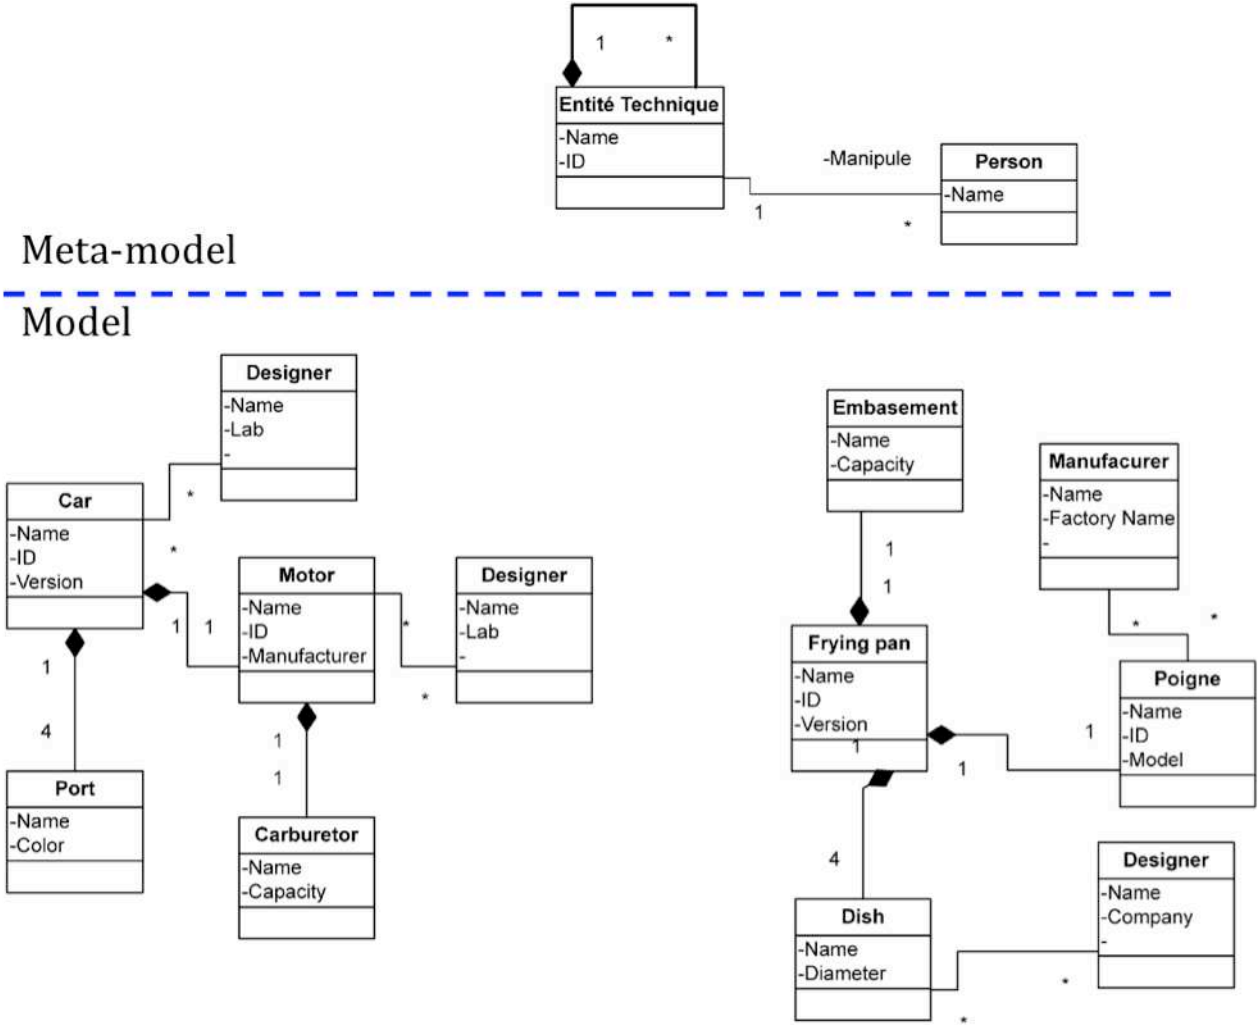 1 *
Entité Technique
-Name
-ID
-Manipule
1
*
Person
-Name
Meta-model
Model
Designer
-Name
-Lab
-
*
Car
-Name
-ID
-Version
*
1 1
Motor
-Name
-ID
-Manufacturer
*
*
Designer
-Name
-Lab
-
1
4
Port
-Name
-Color
1
1
Carburetor
-Name
-Capacity
Embasement
-Name
-Capacity
1
1
Manufacurer
-Name
-Factory Name
-
* *
Frying pan
-Name
-ID
-Version
1
1
1
Poigne
-Name
-ID
-Model
4
Dish
-Name
-Diameter
*
*
Designer
-Name
-Company
-